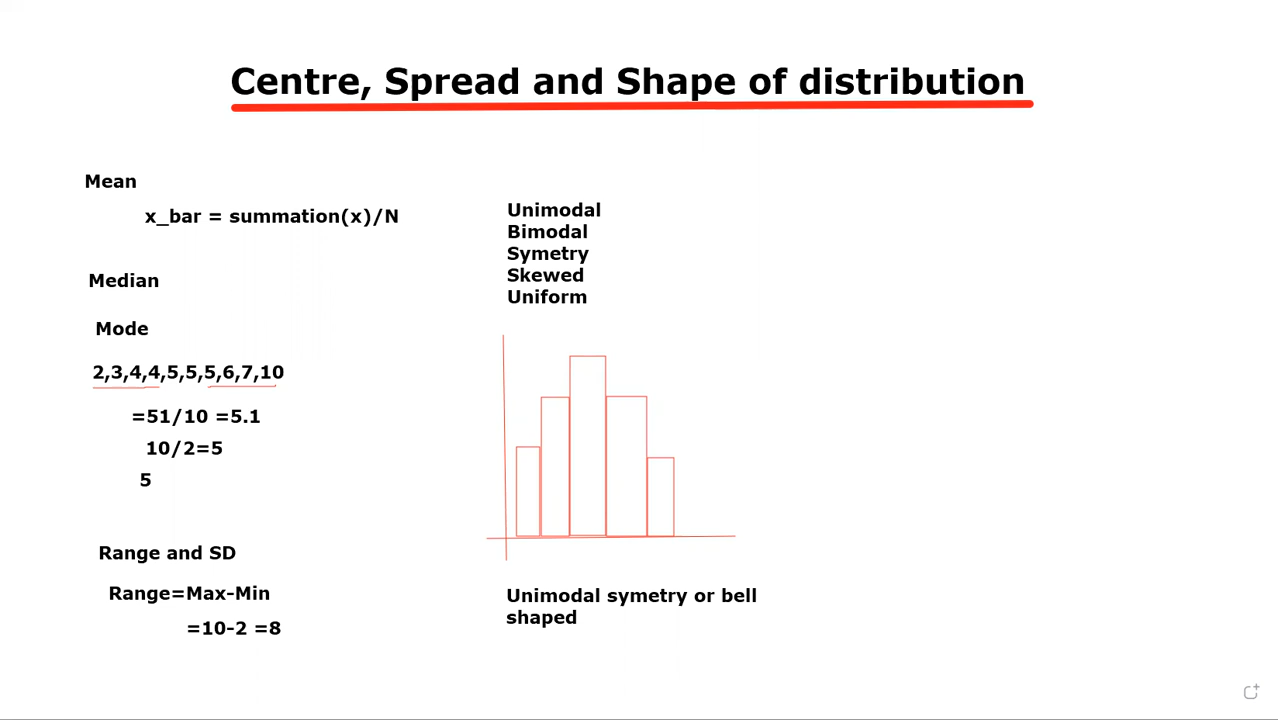 Centre, Spread and Shape of distribution
Mean
x_bar = summation(x)/N
Median
Mode
2,3,4,4,5,5,5,6,7,10
=51/10 =5.1
10/2=5
5
Range and SD
Range=Max-Min
=10-2 =8
Unimodal
Bimodal
Symetry
Skewed
Uniform
Unimodal symetry or bell
shaped